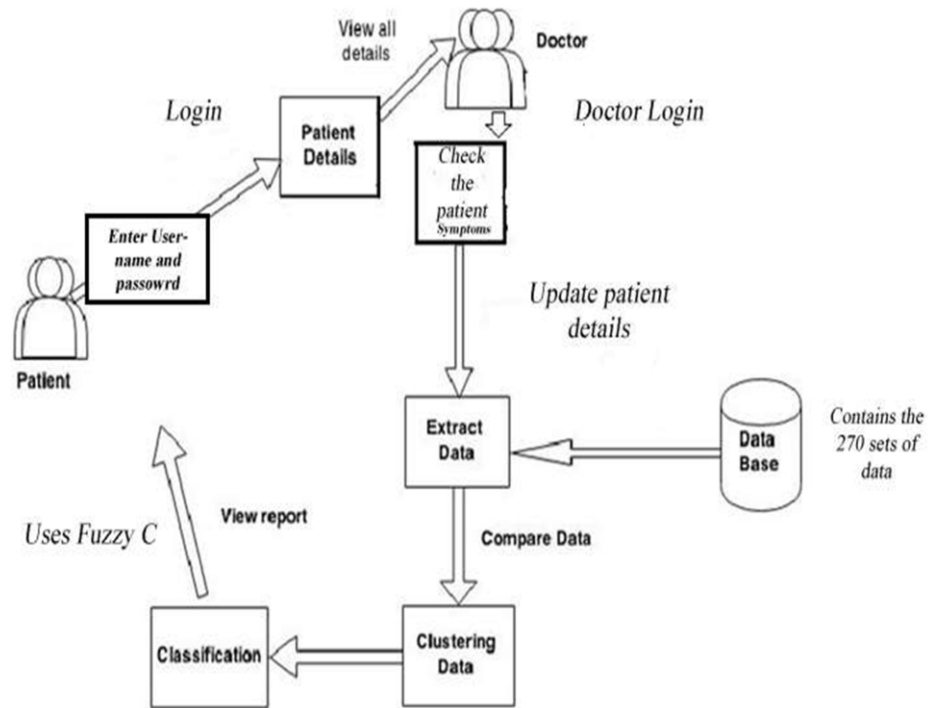 View all
details
Doctor
Login
Doctor Login
Patient
Details
Check
the
patient
Symptoms
Enter User-
name and
passowrd
Patient
Update patient
details
Extract
Data
Data
Base
Contains the
270 sets of
data
Uses Fuzzy C
View report
Compare Data
Classification
Clustering
Data